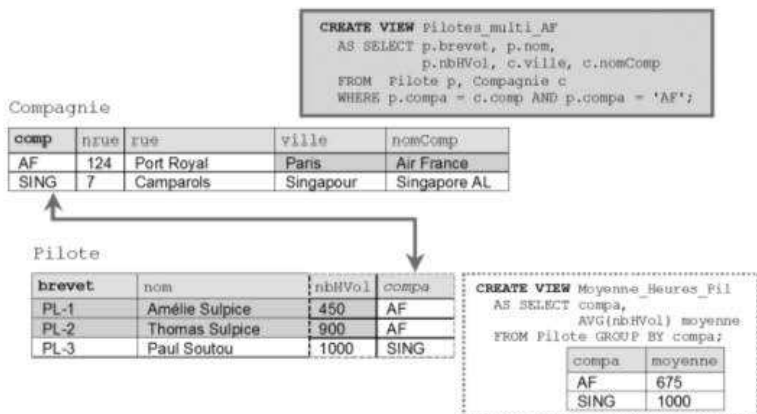 CREATE VIEW Pilotes_multi_AF
AS SELECT p.brevet, p.nom,
p.nbHVol, c.ville, c.nomComp
FROM Pilote p, Compagnie c
WHERE p.compa = c.comp AND p.compa = 'AF';
Compagnie
comp nrue rue ville nomComp
AF 124 Port Royal Paris Air France
SING 7 Camparols Singapour Singapore AL
Pilote
brevet nom nbHVol compa
PL-1 Amélie Sulpice 450 AF
PL-2 Thomas Sulpice 900 AF
PL-3 Paul Soutou 1000 SING
CREATE VIEW Moyenne_Heures_Pil
AS SELECT compa,
AVG(nbHVol) moyenne
FROM Pilote GROUP BY compa;
compa moyenne
AF 675
SING 1000